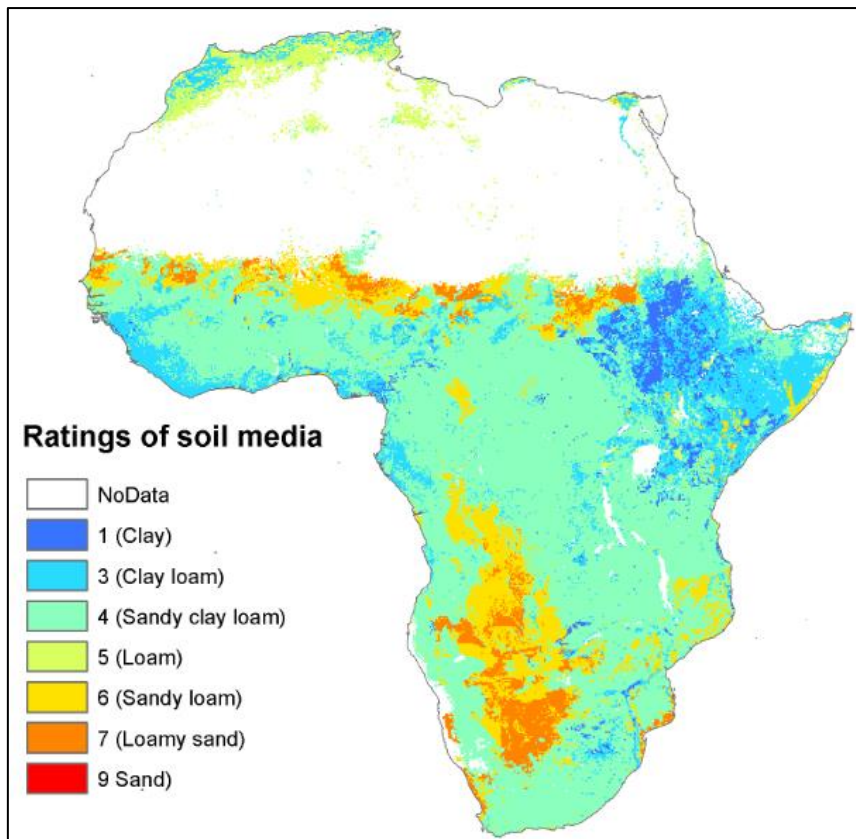 Ratings of soil media
NoData
1 (Clay)
3 (Clay loam)
4 (Sandy clay loam)
5 (Loam)
6 (Sandy loam)
7 (Loamy sand)
9 Sand)